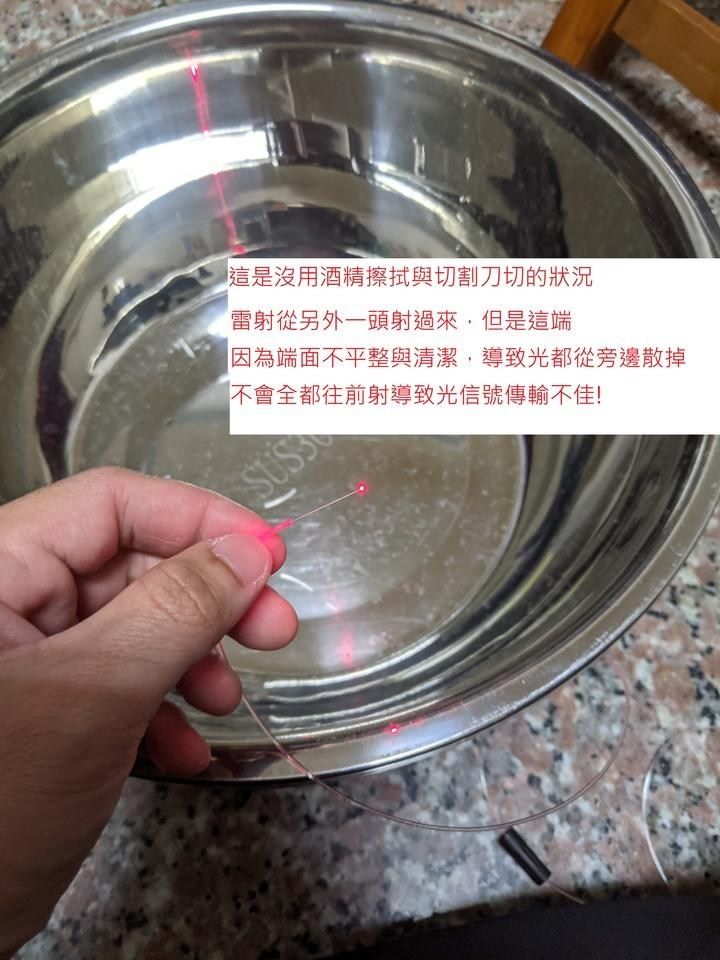 這是沒用酒精擦拭與切割刀切的狀況
雷射從另外一頭射過來，但是這端
因為端面不平整與清潔，導致光都從旁邊散掉
不會全都往前射導致光信號傳輸不佳!